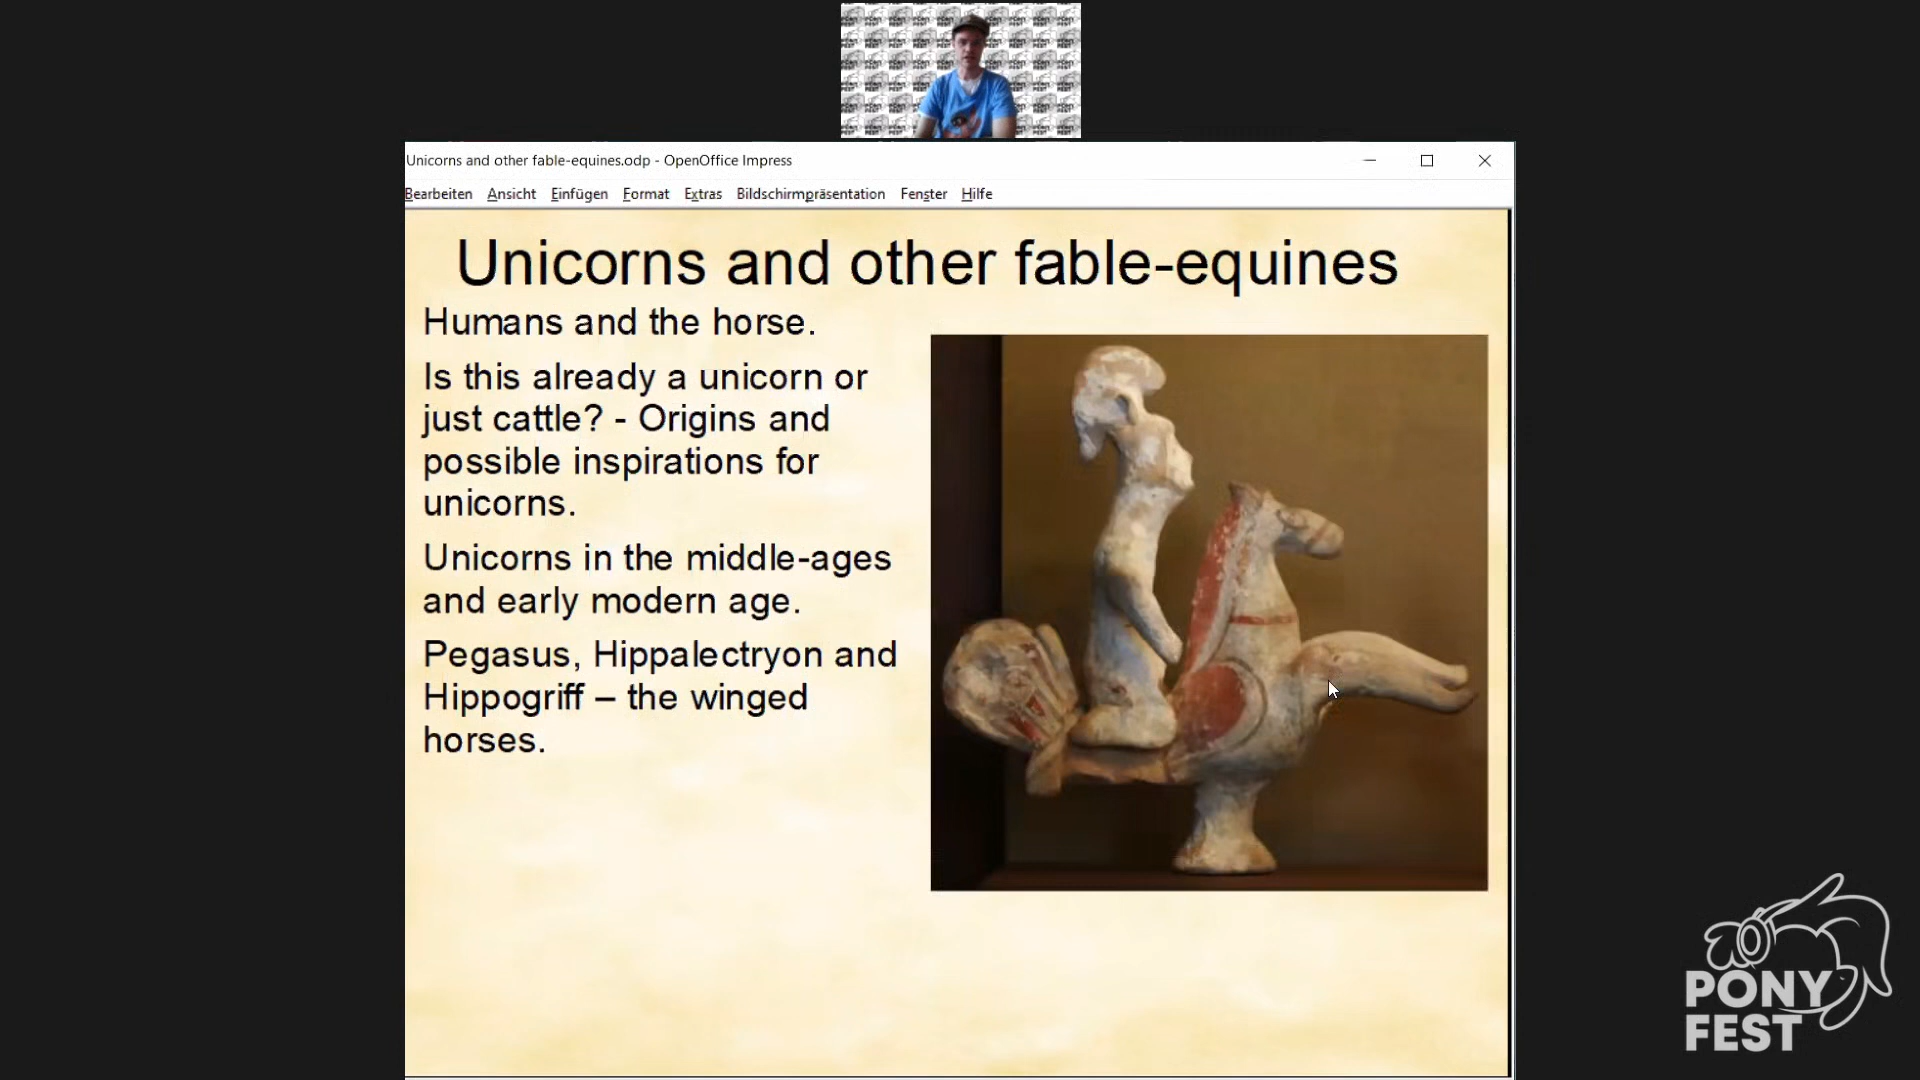 Unicorns and other fable-equines.odp - OpenOffice Impress
Bearbeiten Ansicht Einfügen Format Extras Bildschirmpräsentation Fenster Hilfe
Unicorns and other fable-equines
Humans and the horse.
Is this already a unicorn or
just cattle? - Origins and
possible inspirations for
unicorns.
Unicorns in the middle-ages
and early modern age.
Pegasus, Hippalectryon and
Hippogriff – the winged
horses.
PONY
FEST